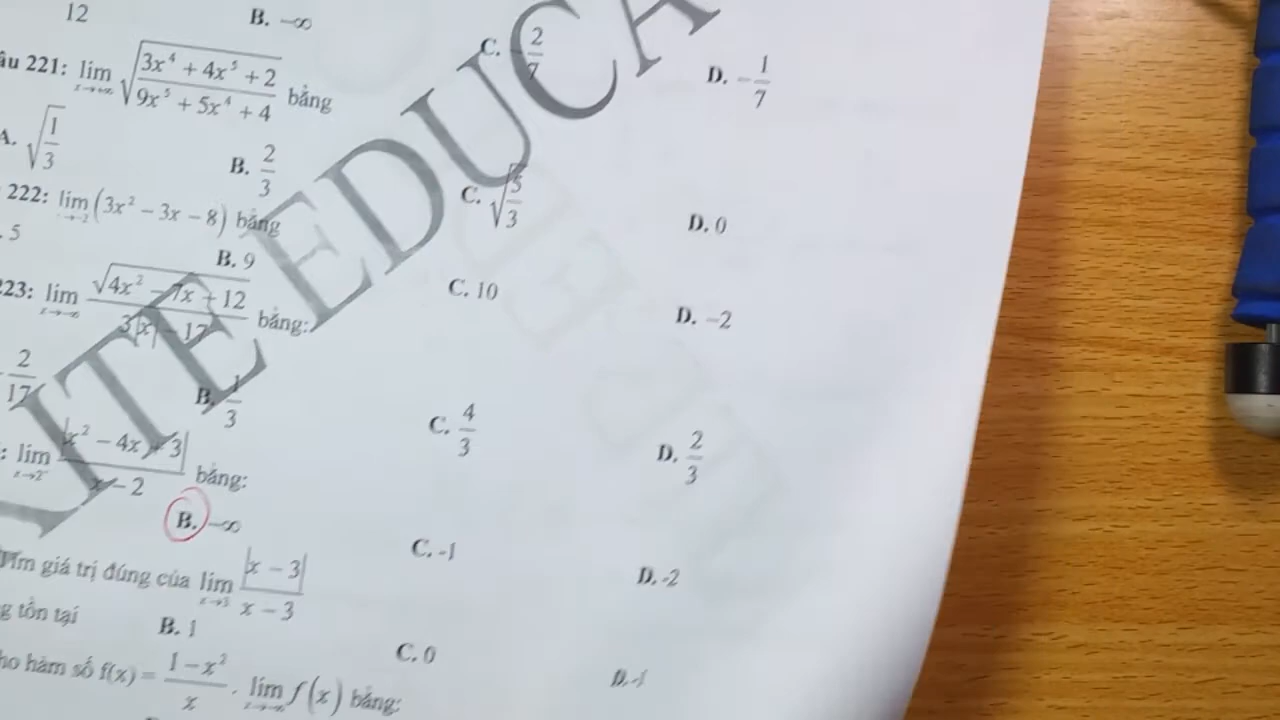 12 B. −∞ C. −2/7 D. −1/7
âu 221: lim x→+∞ √((3x⁴ + 4x⁵ + 2)/(9x⁵ + 5x⁴ + 4)) bằng
A. √(1/3) B. 2/3 C. √(5/3) D. 0
222: lim x→−2 (3x² − 3x − 8) bằng
. 5 B. 9 C. 10 D. −2
223: lim x→−∞ √(4x² − 7x + 12)/(3|x| − 17) bằng:
2/17 B. 1/3 C. 4/3 D. 2/3
: lim x→2⁻ |x² − 4x + 3|/(x − 2) bằng:
B. −∞ C. -1 D. -2
Tìm giá trị đúng của lim x→3 |x − 3|/(x − 3)
g tồn tại B. 1 C. 0 D. -1
ho hàm số f(x) = (1 − x²)/x . lim x→−∞ f(x) bằng:
ITE EDUCA